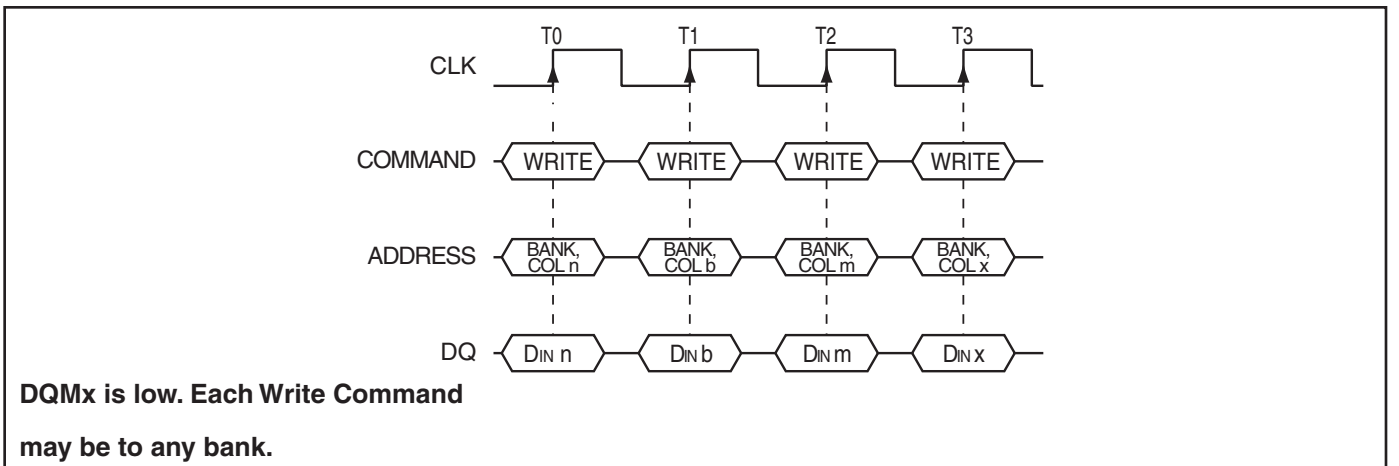 T0 T1 T2 T3
CLK
COMMAND WRITE WRITE WRITE WRITE
BANK, BANK, BANK, BANK,
ADDRESS
COL n COL b COL m COL x
DQ DIN n DIN b DIN m DIN x
DQMx is low. Each Write Command
may be to any bank.